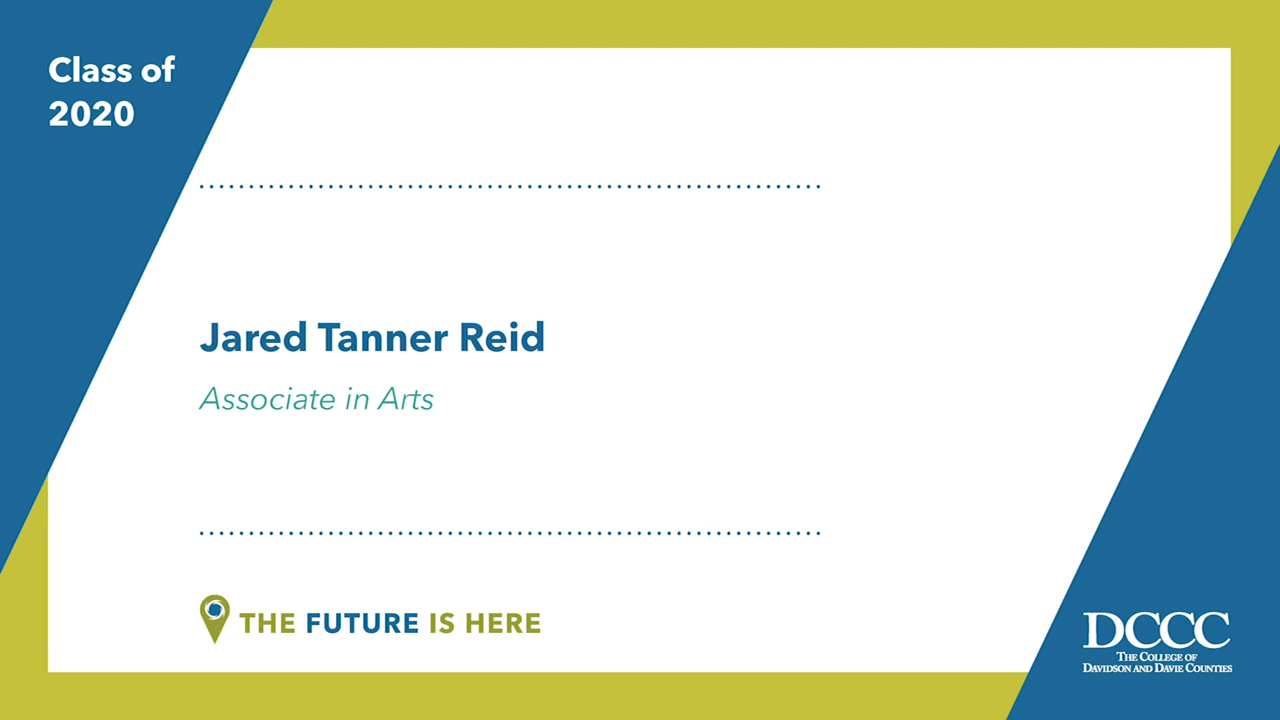 Class of
2020
Jared Tanner Reid
Associate in Arts
THE FUTURE IS HERE
DCCC
THE COLLEGE OF
DAVIDSON AND DAVIE COUNTIES